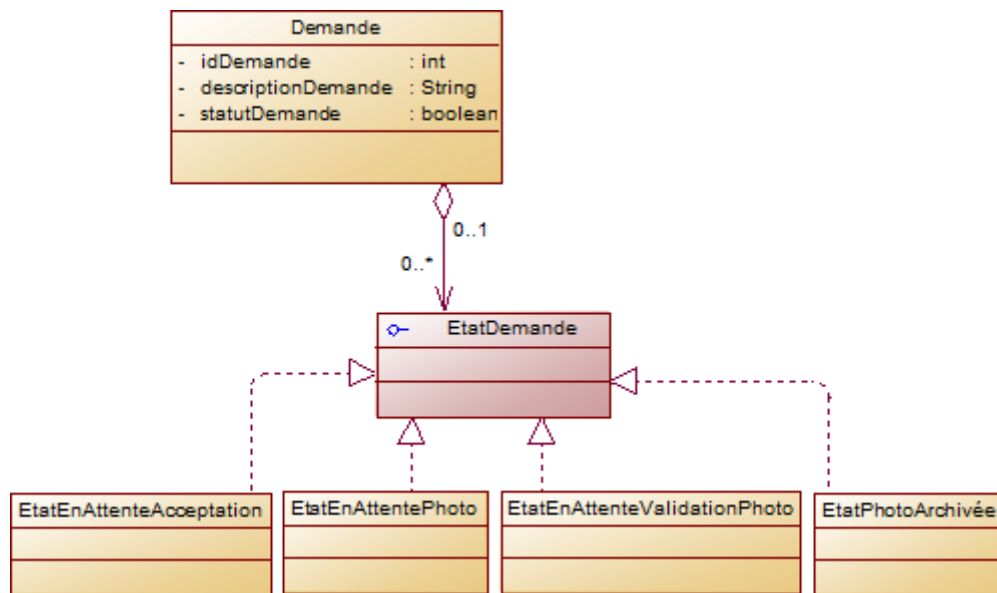 Demande
- idDemande : int
- descriptionDemande : String
- statutDemande : boolean
0..1
0..*
EtatDemande
EtatEnAttenteAcceptation
EtatEnAttentePhoto
EtatEnAttenteValidationPhoto
EtatPhotoArchivée